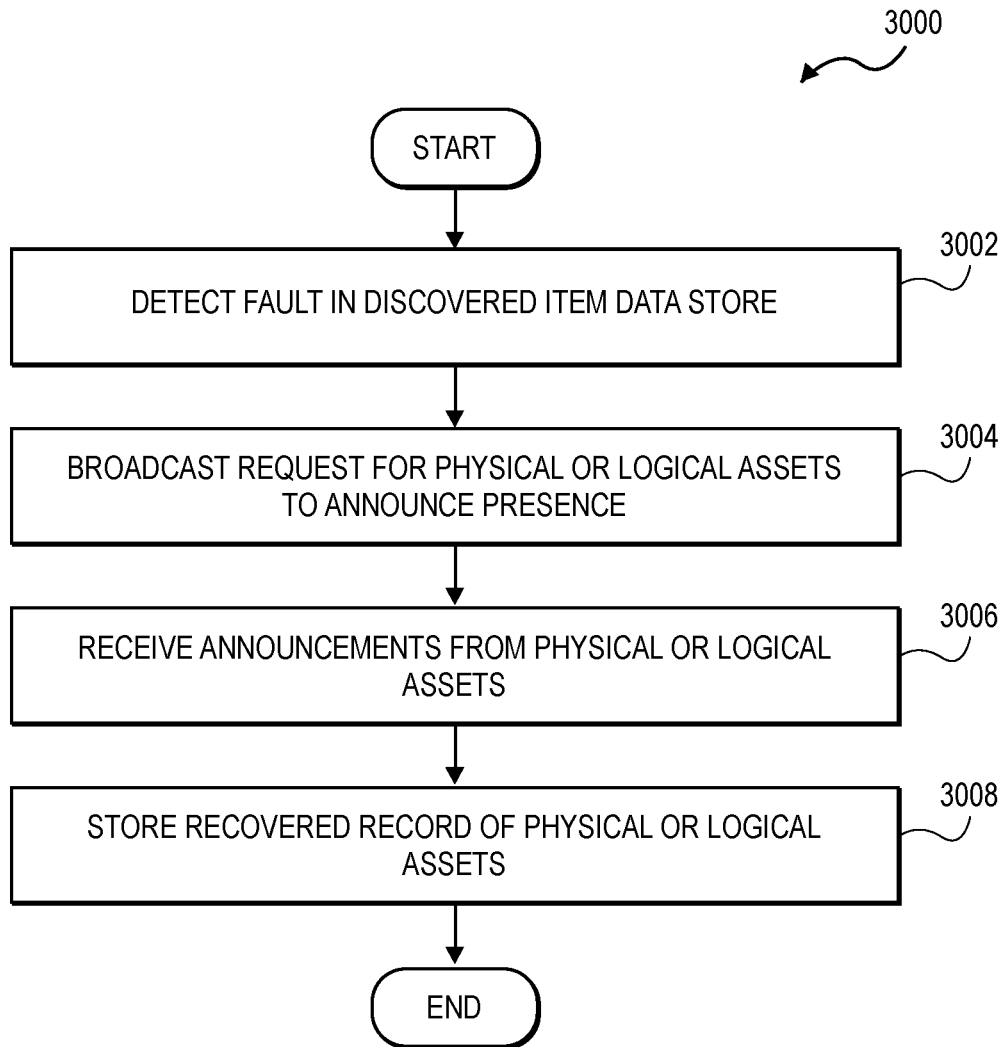 3000
START
3002
DETECT FAULT IN DISCOVERED ITEM DATA STORE
3004
BROADCAST REQUEST FOR PHYSICAL OR LOGICAL ASSETS
TO ANNOUNCE PRESENCE
3006
RECEIVE ANNOUNCEMENTS FROM PHYSICAL OR LOGICAL
ASSETS
3008
STORE RECOVERED RECORD OF PHYSICAL OR LOGICAL
ASSETS
END